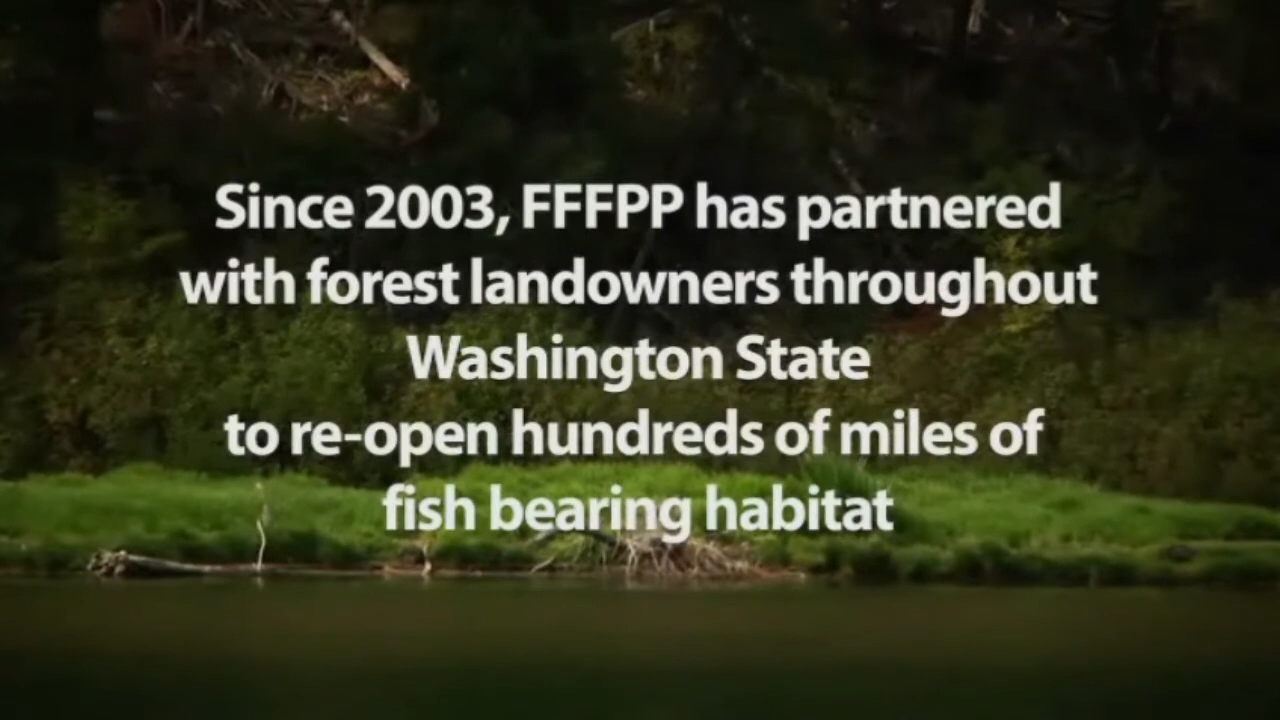 Since 2003, FFFPP has partnered
with forest landowners throughout
Washington State
to re-open hundreds of miles of
fish bearing habitat